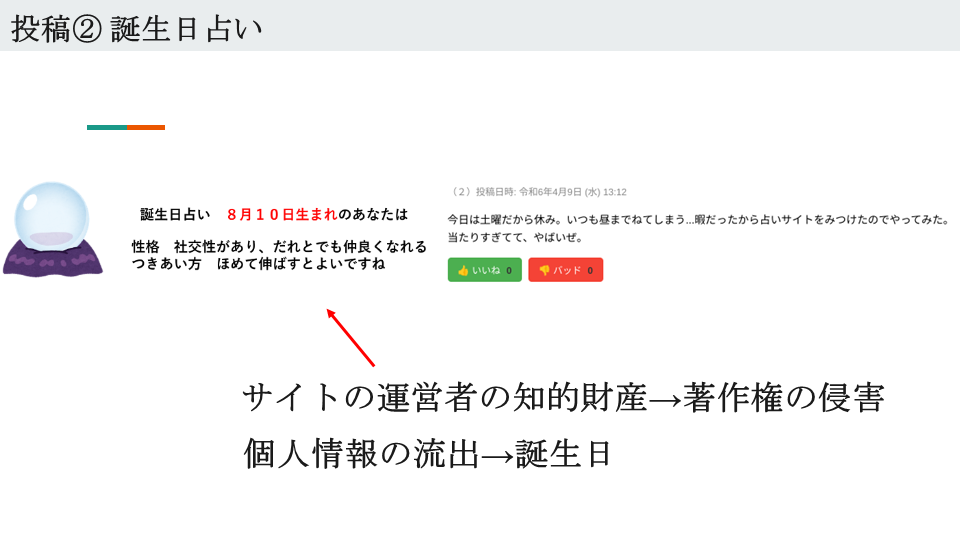 投稿② 誕生日占い
誕生日占い　８月１０日生まれのあなたは
性格　社交性があり、だれとでも仲良くなれる
つきあい方　ほめて伸ばすとよいですね
（２）投稿日時: 令和6年4月9日 (水) 13:12
今日は土曜だから休み。いつも昼までねてしまう...暇だったから占いサイトをみつけたのでやってみた。
当たりすぎてて、やばいぜ。
👍 いいね 0 👎 バッド 0
サイトの運営者の知的財産→著作権の侵害
個人情報の流出→誕生日